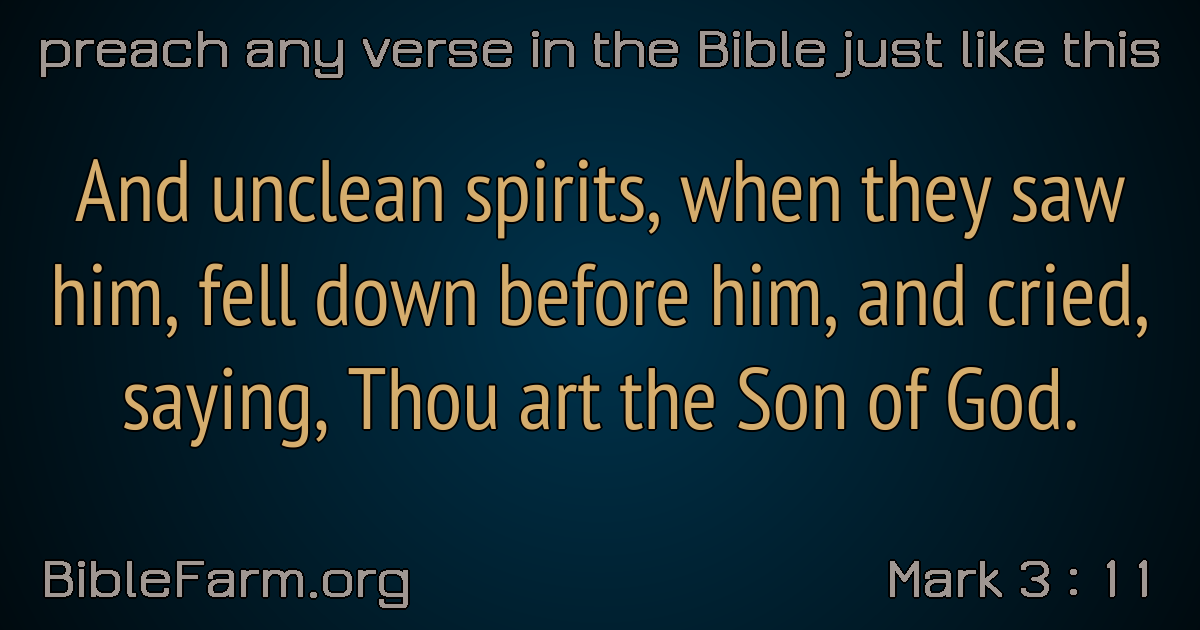 preach any verse in the Bible just like this
And unclean spirits, when they saw
him, fell down before him, and cried,
saying, Thou art the Son of God.
BibleFarm.org
Mark 3 : 11